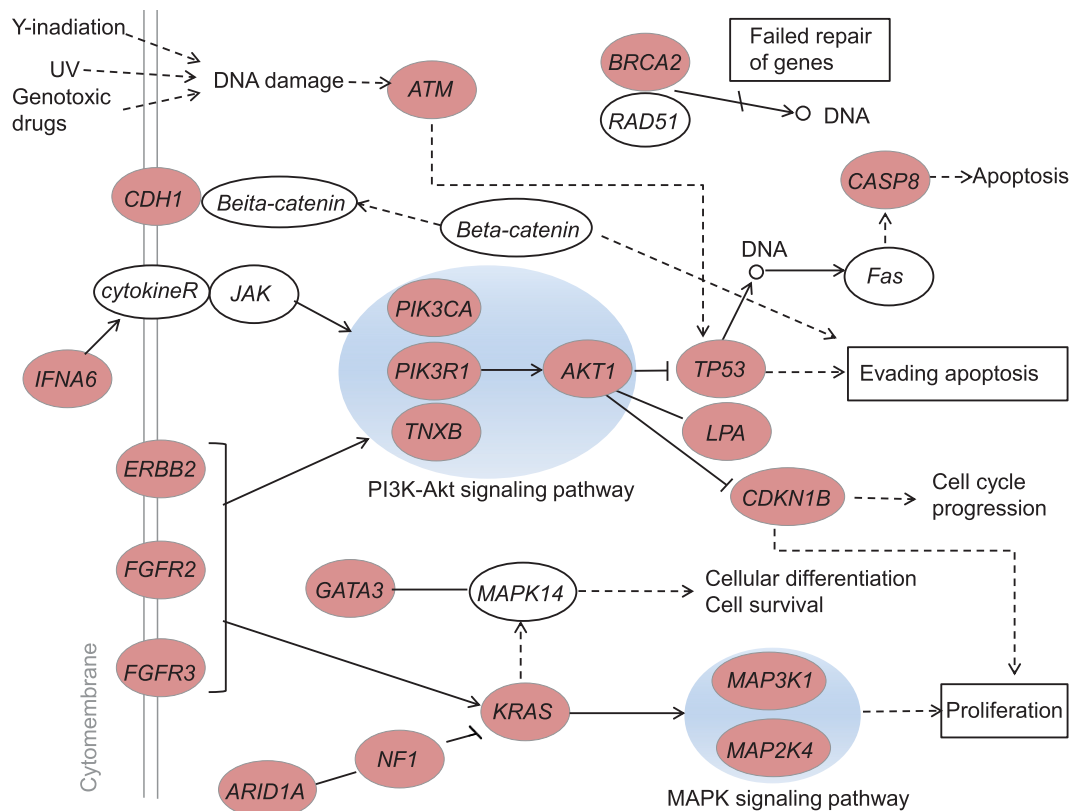 Y-inadiation
UV
Genotoxic
drugs
DNA damage
ATM
BRCA2
RAD51
Failed repair
of genes
DNA
CDH1
Beita-catenin
Beta-catenin
CASP8
Apoptosis
DNA
Fas
cytokineR
JAK
IFNA6
PIK3CA
PIK3R1
TNXB
AKT1
TP53
LPA
Evading apoptosis
PI3K-Akt signaling pathway
CDKN1B
Cell cycle
progression
ERBB2
FGFR2
FGFR3
GATA3
MAPK14
Cellular differentiation
Cell survival
KRAS
NF1
ARID1A
MAP3K1
MAP2K4
MAPK signaling pathway
Proliferation
Cytomembrane